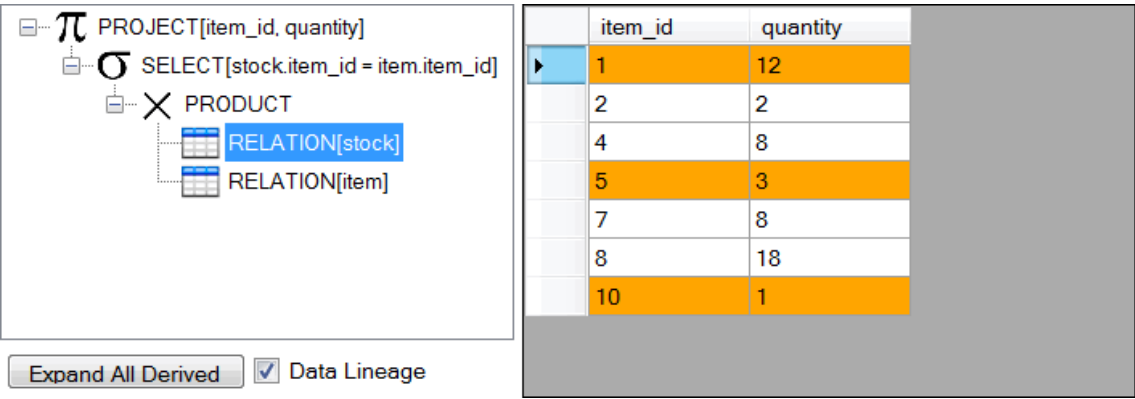 π PROJECT[item_id, quantity]
σ SELECT[stock.item_id = item.item_id]
× PRODUCT
RELATION[stock]
RELATION[item]
Expand All Derived
Data Lineage
item_id quantity
1 12
2 2
4 8
5 3
7 8
8 18
10 1